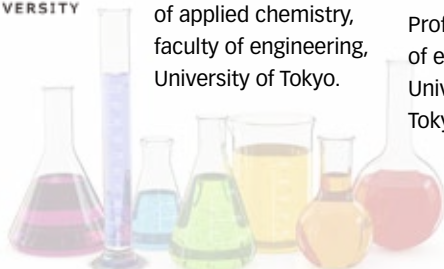 VERSITY
of applied chemistry,
faculty of engineering,
University of Tokyo.
Prof
of e
Univ
Toky